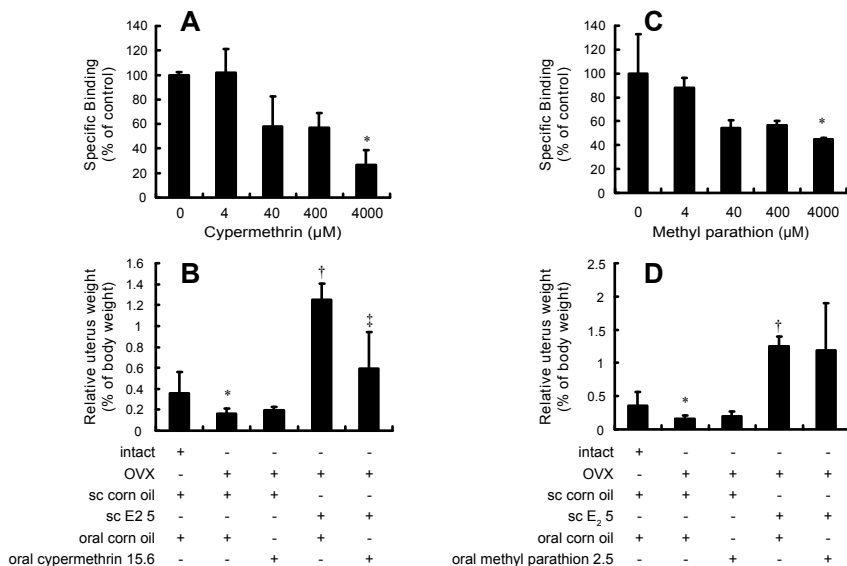 A
Specific Binding
(% of control)
140
120
100
80
60
40
20
0
*
0 4 40 400 4000
Cypermethrin (µM)
C
Specific Binding
(% of control)
140
120
100
80
60
40
20
0
*
0 4 40 400 4000
Methyl parathion (µM)
B
Relative uterus weight
(% of body weight)
1.6
1.4
1.2
1
0.8
0.6
0.4
0.2
0
* † ‡
intact + - - - -
OVX - + + + +
sc corn oil + + + - -
sc E2 5 - - - + +
oral corn oil + + - + -
oral cypermethrin 15.6 - - + - +
D
Relative uterus weight
(% of body weight)
2.5
2
1.5
1
0.5
0
* †
intact + - - - -
OVX - + + + +
sc corn oil + + + - -
sc E₂ 5 - - - + +
oral corn oil + + - + -
oral methyl parathion 2.5 - - + - +